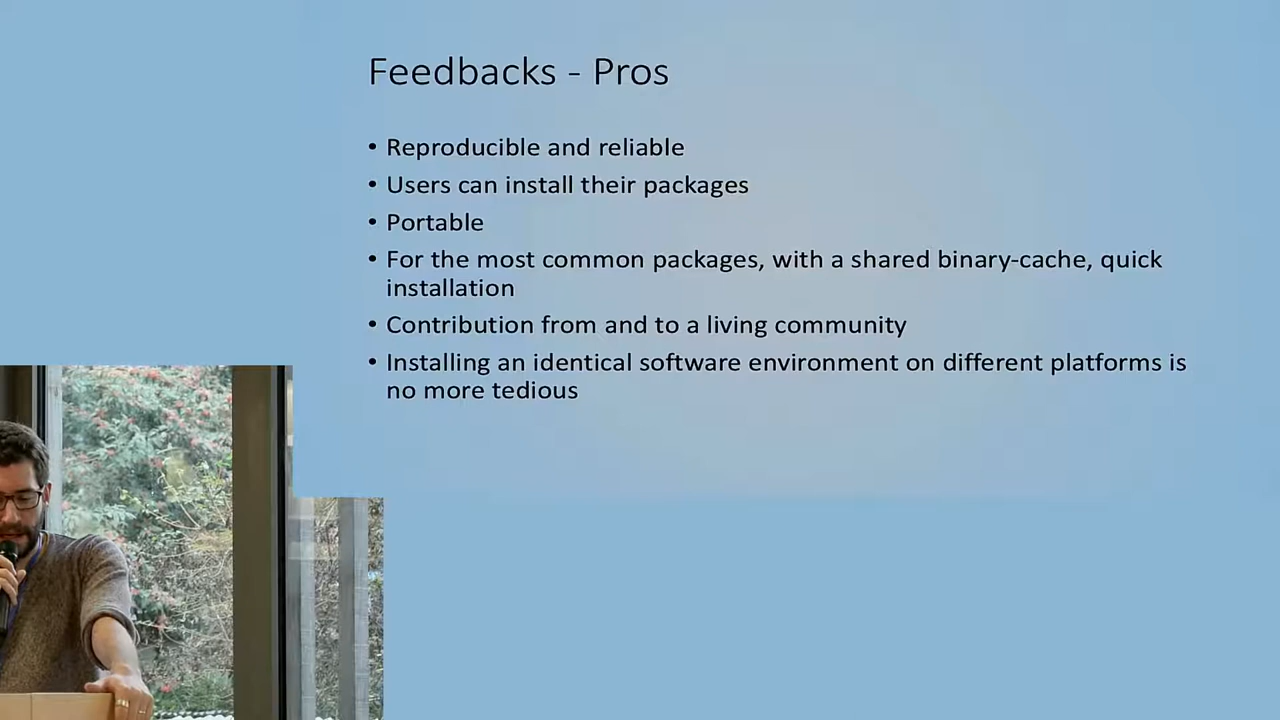 Feedbacks - Pros
• Reproducible and reliable
• Users can install their packages
• Portable
• For the most common packages, with a shared binary-cache, quick
installation
• Contribution from and to a living community
• Installing an identical software environment on different platforms is
no more tedious